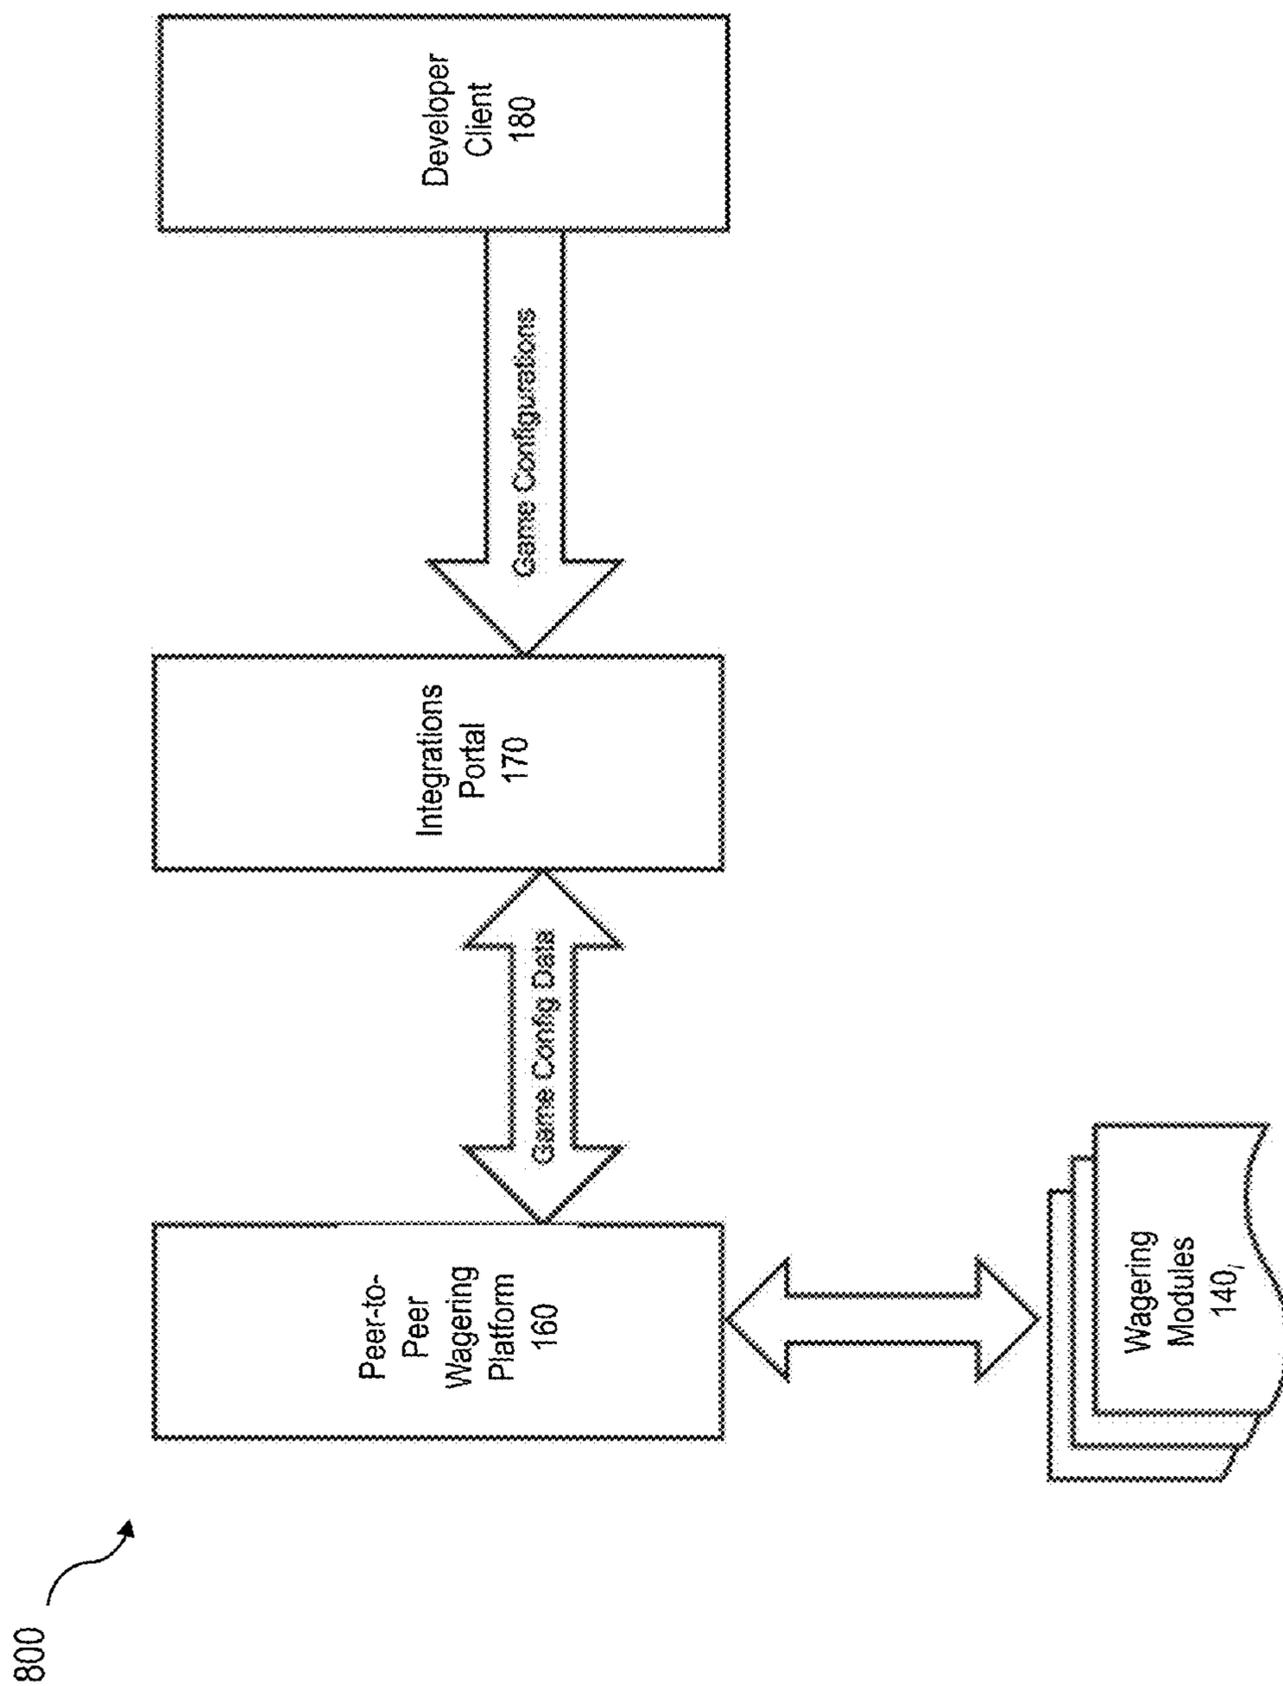 800
Peer-to-
Peer
Wagering
Platform
160
Game Config Data
Integrations
Portal
170
Game Configurations
Developer
Client
180
Wagering
Modules
140i